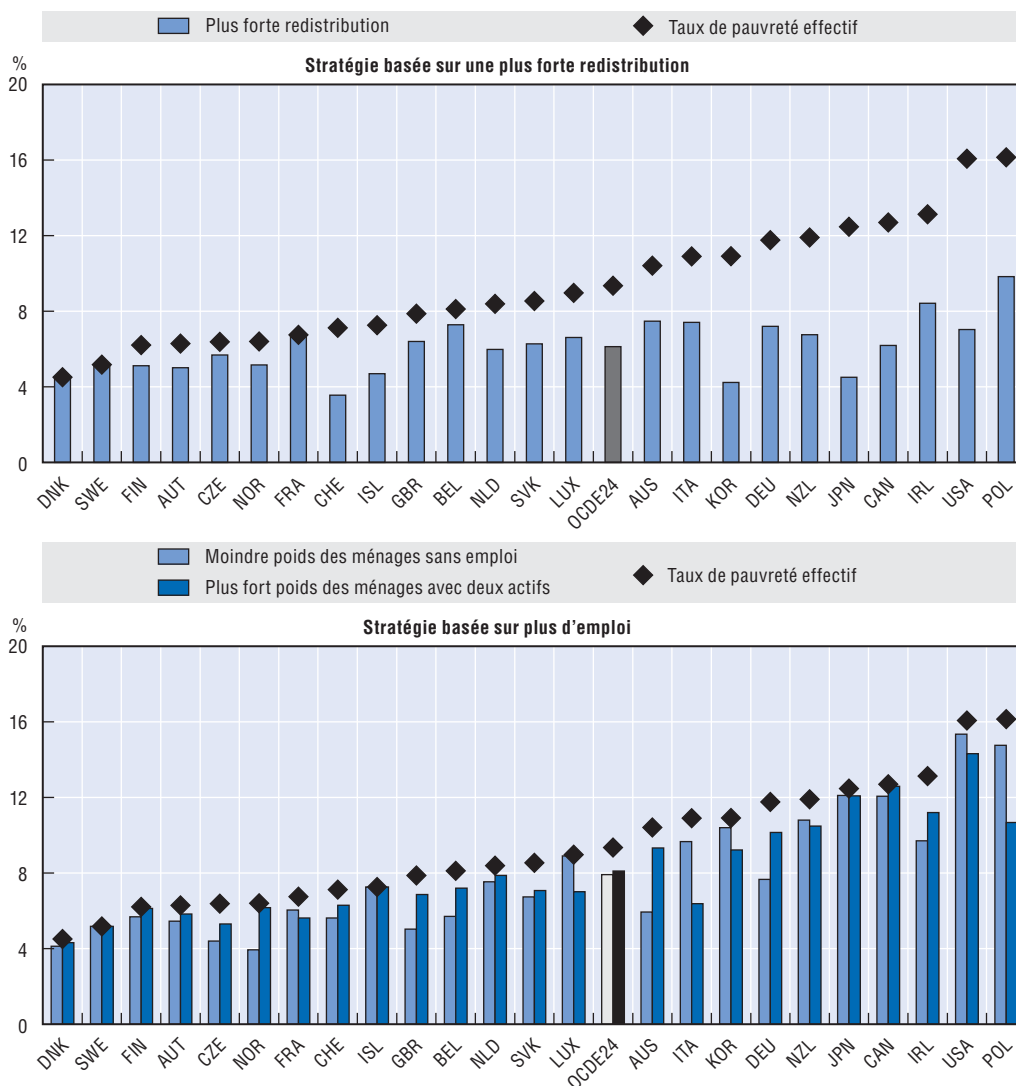 Plus forte redistribution Taux de pauvreté effectif
% Stratégie basée sur une plus forte redistribution
20
16
12
8
4
0
DNK SWE FIN AUT CZE NOR FRA CHE ISL GBR BEL NLD SVK LUX OCDE24 AUS ITA KOR DEU NZL JPN CAN IRL USA POL
Moindre poids des ménages sans emploi
Plus fort poids des ménages avec deux actifs
Taux de pauvreté effectif
% Stratégie basée sur plus d'emploi
20
16
12
8
4
0
DNK SWE FIN AUT CZE NOR FRA CHE ISL GBR BEL NLD SVK LUX OCDE24 AUS ITA KOR DEU NZL JPN CAN IRL USA POL